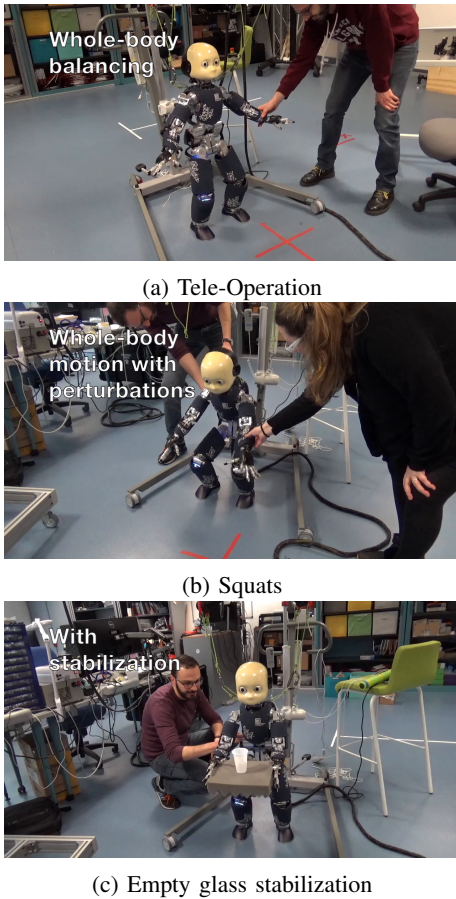 Whole-body
balancing
(a) Tele-Operation
Whole-body
motion with
perturbations
(b) Squats
With
stabilization
(c) Empty glass stabilization